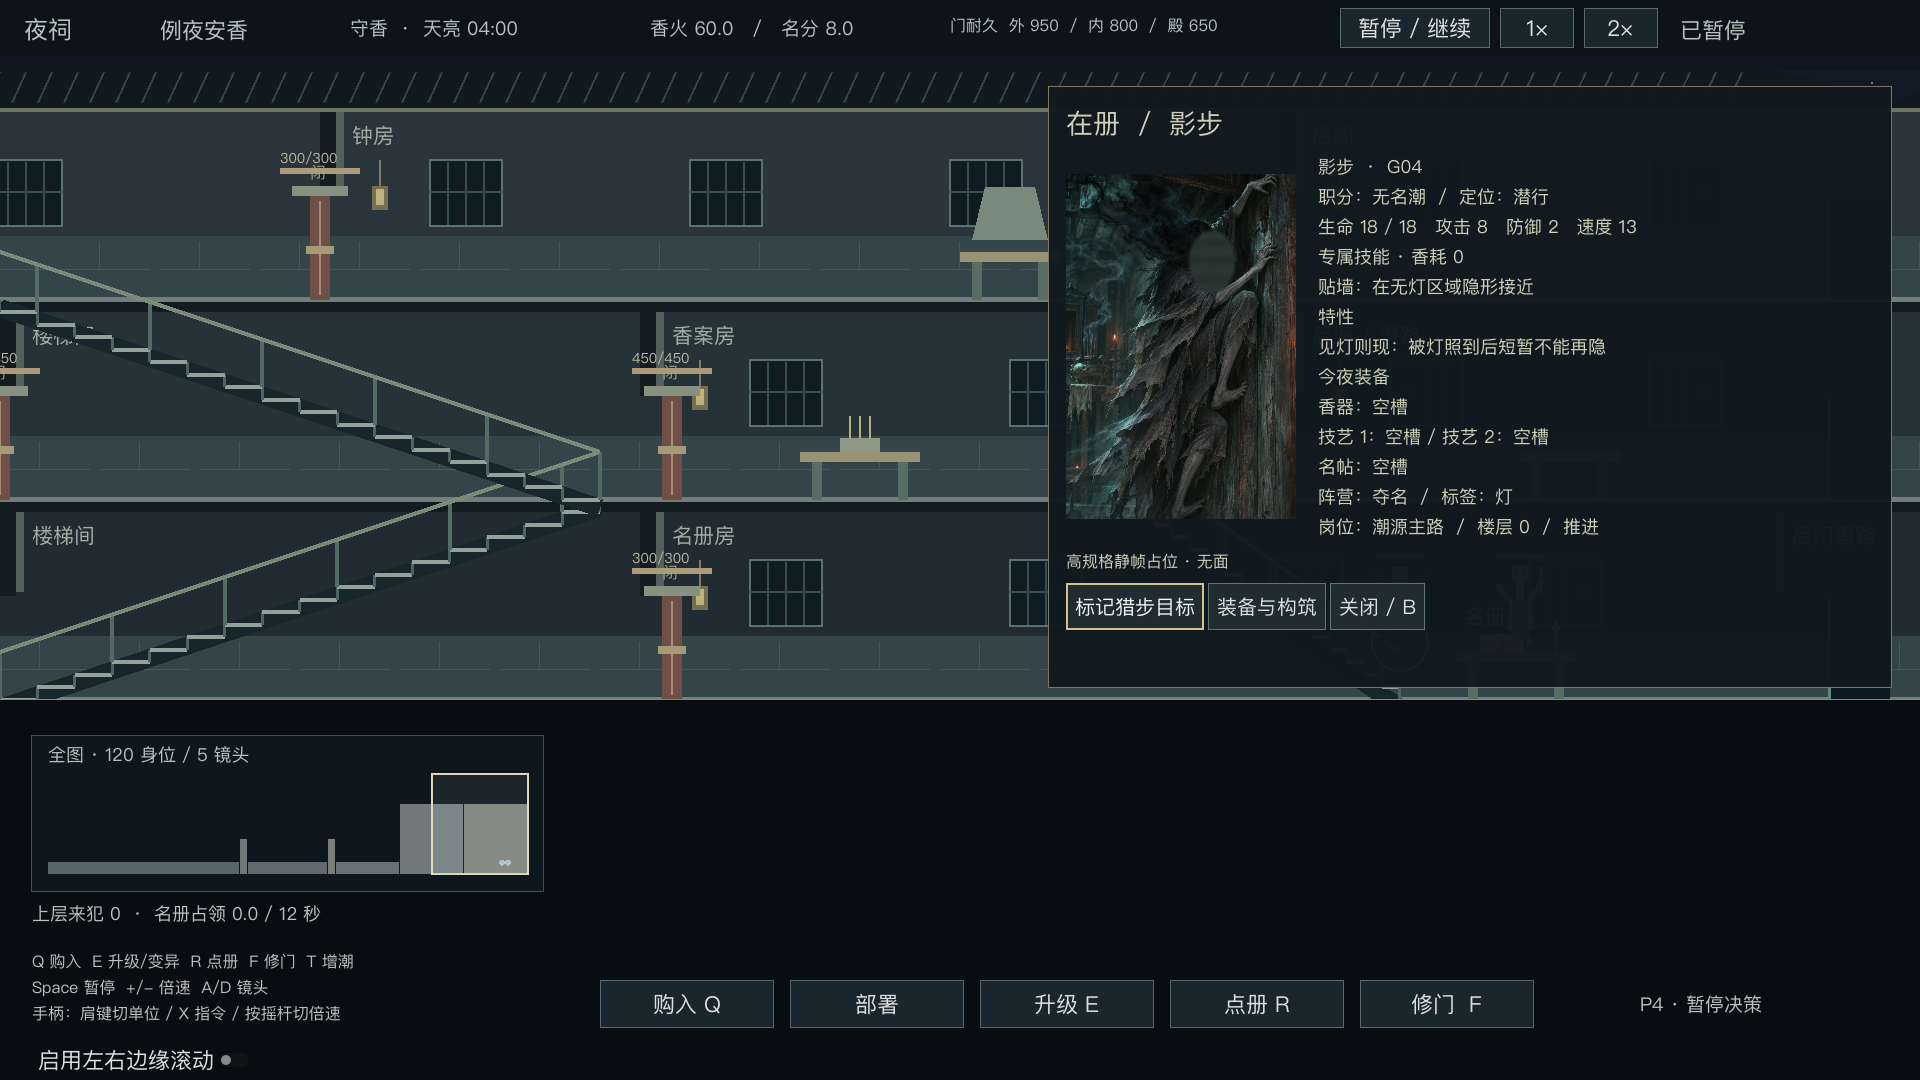 夜祠 例夜安香 守香 · 天亮 04:00 香火 60.0 / 名分 8.0 门耐久 外 950 / 内 800 / 殿 650 暂停 / 继续 1× 2× 已暂停
在册 / 影步
钟房
300/300
闭
影步 · G04
职分：无名潮 / 定位：潜行
生命 18 / 18 攻击 8 防御 2 速度 13
专属技能 · 香耗 0
贴墙：在无灯区域隐形接近
特性
见灯则现：被灯照到后短暂不能再隐
今夜装备
香器：空槽
技艺 1：空槽 / 技艺 2：空槽
名帖：空槽
阵营：夺名 / 标签：灯
岗位：潮源主路 / 楼层 0 / 推进
香案房
450/450
高规格静帧占位 · 无面
标记猎步目标 装备与构筑 关闭 / B
楼梯间
名册房
300/300
后门退路
名册
全图 · 120 身位 / 5 镜头
上层来犯 0 · 名册占领 0.0 / 12 秒
Q 购入 E 升级/变异 R 点册 F 修门 T 增潮
Space 暂停 +/− 倍速 A/D 镜头
手柄：肩键切单位 / X 指令 / 按摇杆切倍速
启用左右边缘滚动
购入 Q 部署 升级 E 点册 R 修门 F P4 · 暂停决策